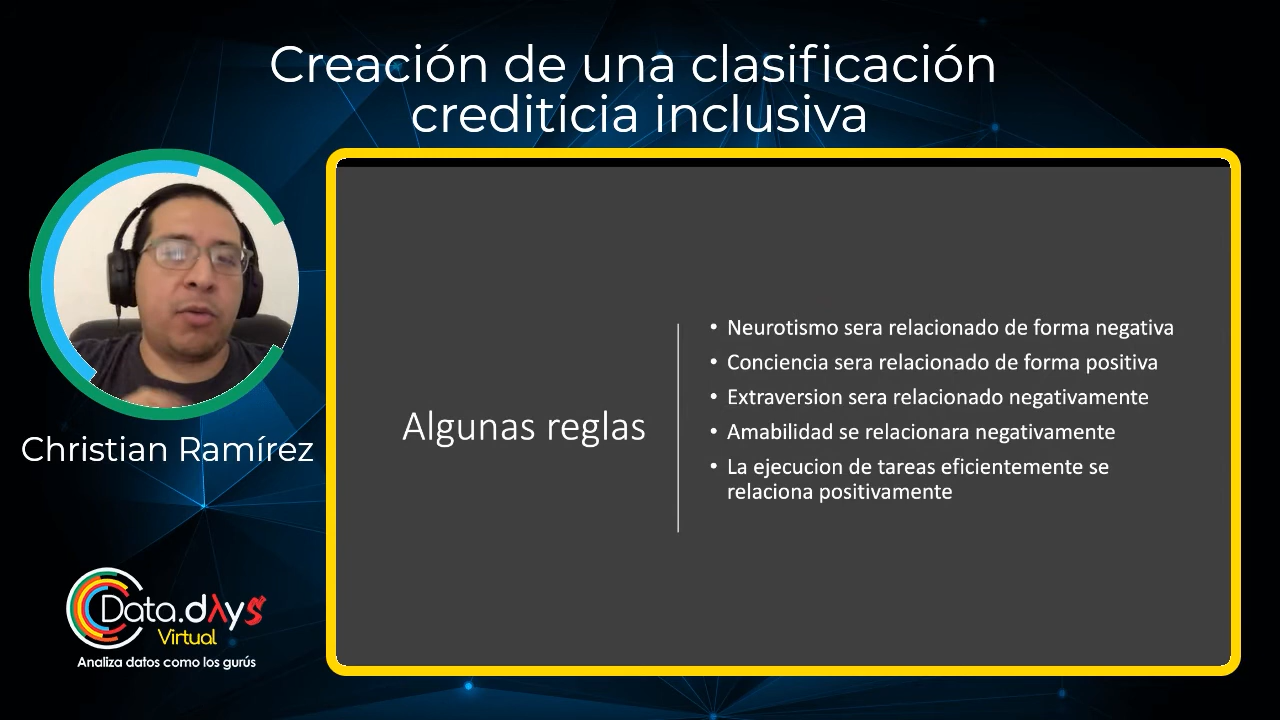 Creación de una clasificación
crediticia inclusiva
Christian Ramírez
Algunas reglas
• Neurotismo sera relacionado de forma negativa
• Conciencia sera relacionado de forma positiva
• Extraversion sera relacionado negativamente
• Amabilidad se relacionara negativamente
• La ejecucion de tareas eficientemente se
relaciona positivamente
Data.dλys
Virtual
Analiza datos como los gurús